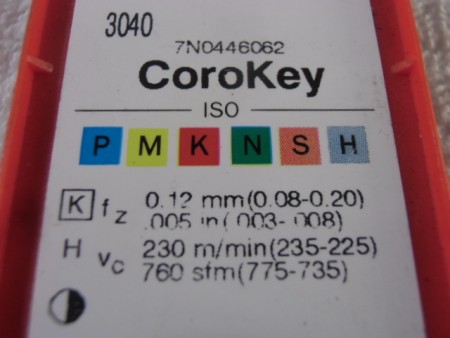 3040
7N0446062
CoroKey
ISO
P M K N S H
K fz 0.12 mm(0.08-0.20)
.005 in(.003-.008)
H vc 230 m/min(235-225)
760 sfm(775-735)